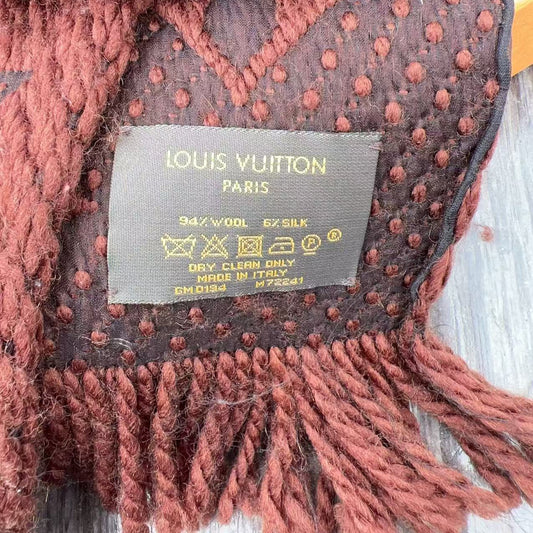 LOUIS VUITTON
PARIS
94% WOOL 6% SILK
P ®
DRY CLEAN ONLY
MADE IN ITALY
GM0194 M72241